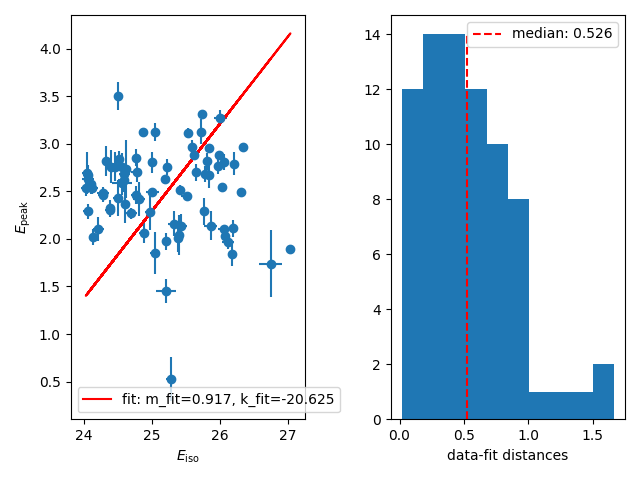 4.0
3.5
3.0
2.5
2.0
1.5
1.0
0.5
E_peak
24 25 26 27
E_iso
fit: m_fit=0.917, k_fit=-20.625
14
12
10
8
6
4
2
0
0.0 0.5 1.0 1.5
data-fit distances
median: 0.526